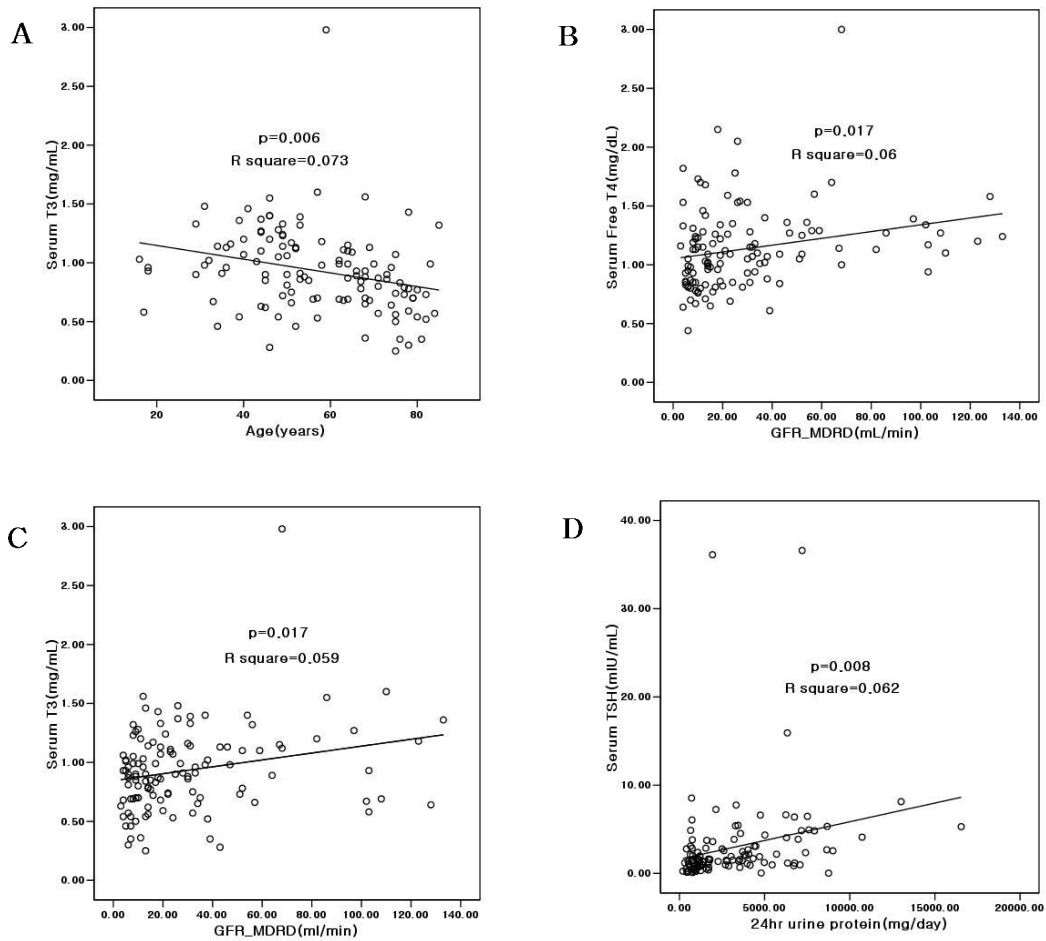 A
Serum T3(mg/mL)
3.00
2.50
2.00
1.50
1.00
0.50
0.00
p=0.006
R square=0.073
20
40
60
80
Age(years)
B
Serum Free T4(mg/dL)
3.00
2.50
2.00
1.50
1.00
0.50
0.00
p=0.017
R square=0.06
0.00
20.00
40.00
60.00
80.00
100.00
120.00
140.00
GFR_MDRD(mL/min)
C
Serum T3(mg/mL)
3.00
2.50
2.00
1.50
1.00
0.50
0.00
p=0.017
R square=0.059
0.00
20.00
40.00
60.00
80.00
100.00
120.00
140.00
GFR_MDRD(ml/min)
D
Serum TSH(mIU/mL)
40.00
30.00
20.00
10.00
0.00
p=0.008
R square=0.062
0.00
5000.00
10000.00
15000.00
20000.00
24hr urine protein(mg/day)